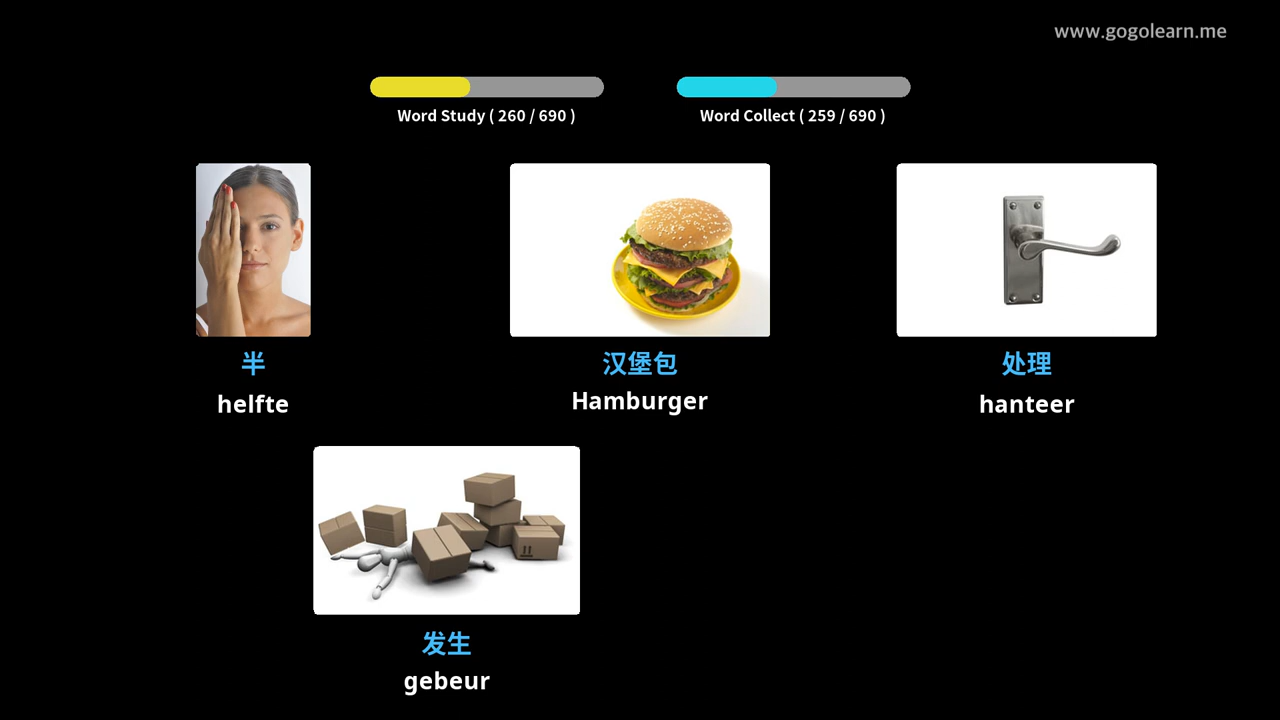 www.gogolearn.me
Word Study ( 260 / 690 )
Word Collect ( 259 / 690 )
半
helfte
汉堡包
Hamburger
处理
hanteer
发生
gebeur